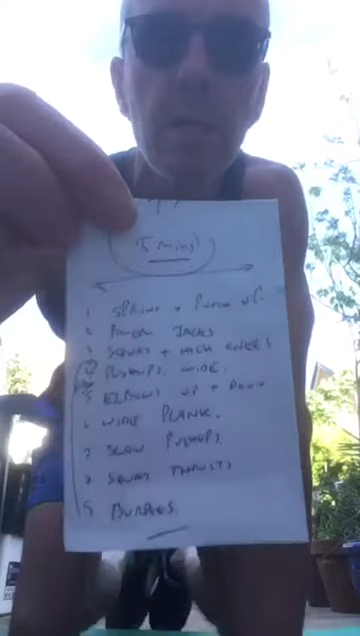 15 mins
1 SPRINT + PUNCH UP.
2 POWER JACKS
3 SQUAT + HIGH KNEES
4 PUSHUPS, WIDE.
5 ELBOWS UP + DOWN
6 WIDE PLANK.
7 SLOW PUSHUPS
8 SQUAT THRUSTS
9 BURPEES.